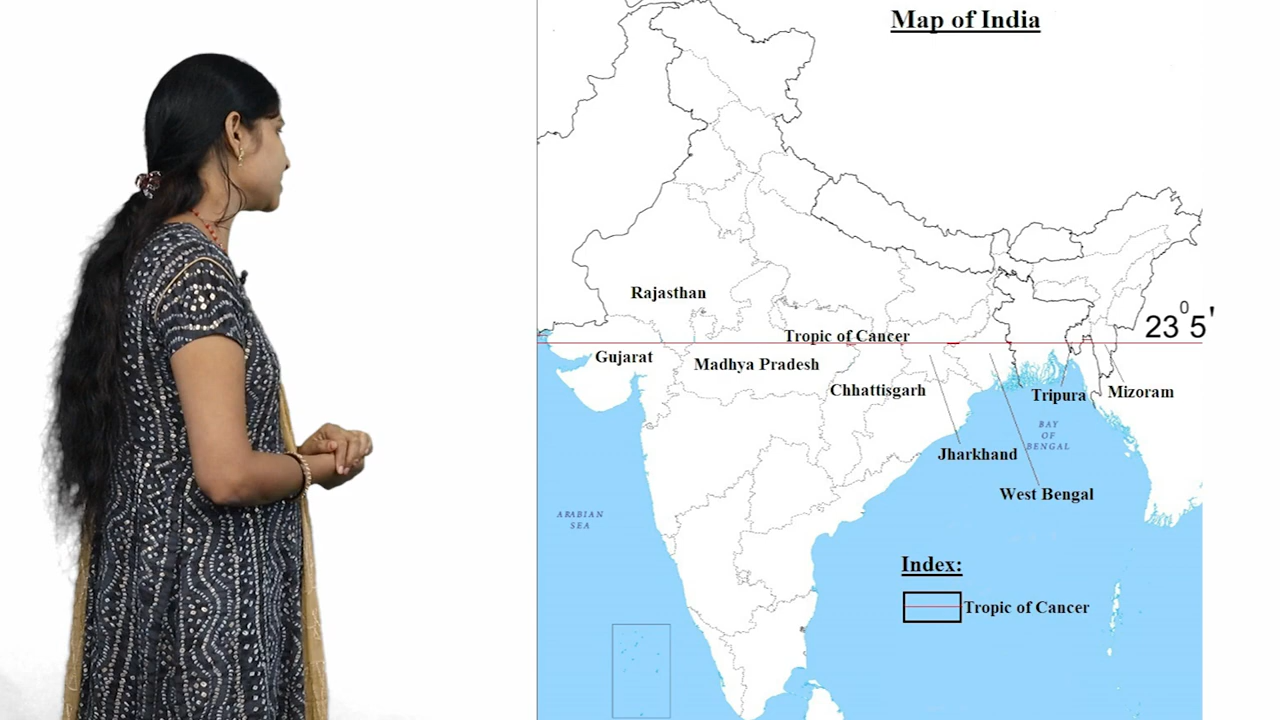 Map of India
Rajasthan
23⁰5'
Tropic of Cancer
Gujarat
Madhya Pradesh
Chhattisgarh
Tripura
Mizoram
BAY
OF
BENGAL
Jharkhand
West Bengal
ARABIAN
SEA
Index:
Tropic of Cancer